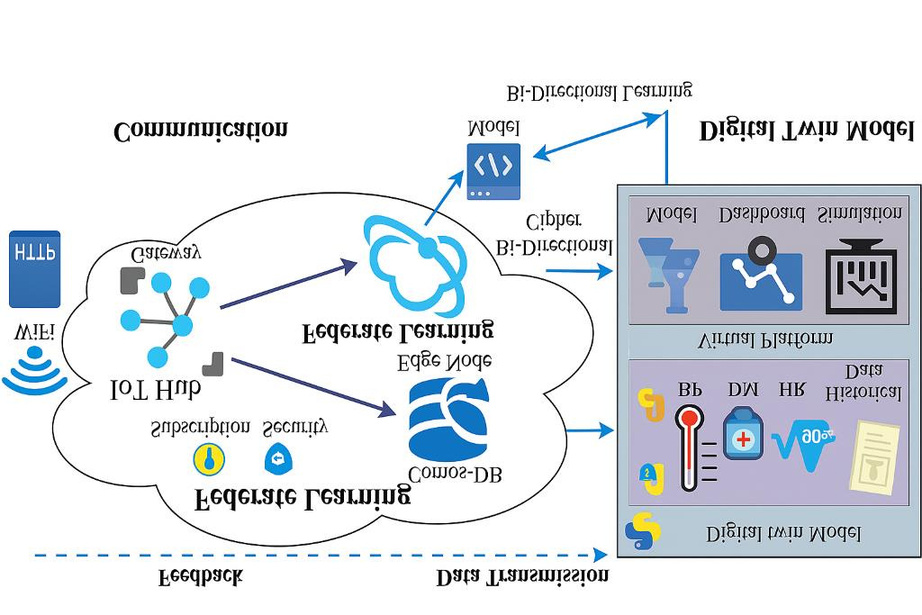 Bi-Directional Learning
Communication
Model
Digital Twin Model
Cipher
Bi-Directional
Model
Dashboard
Simulation
HTTP
Gateway
WiFi
Federate Learning
Virtual Platform
Edge Node
IoT Hub
BP
DM
HR
Data
Historical
90%
Subscription
Security
Comos-DB
Federate Learning
Digital twin Model
Feedback
Data Transmission